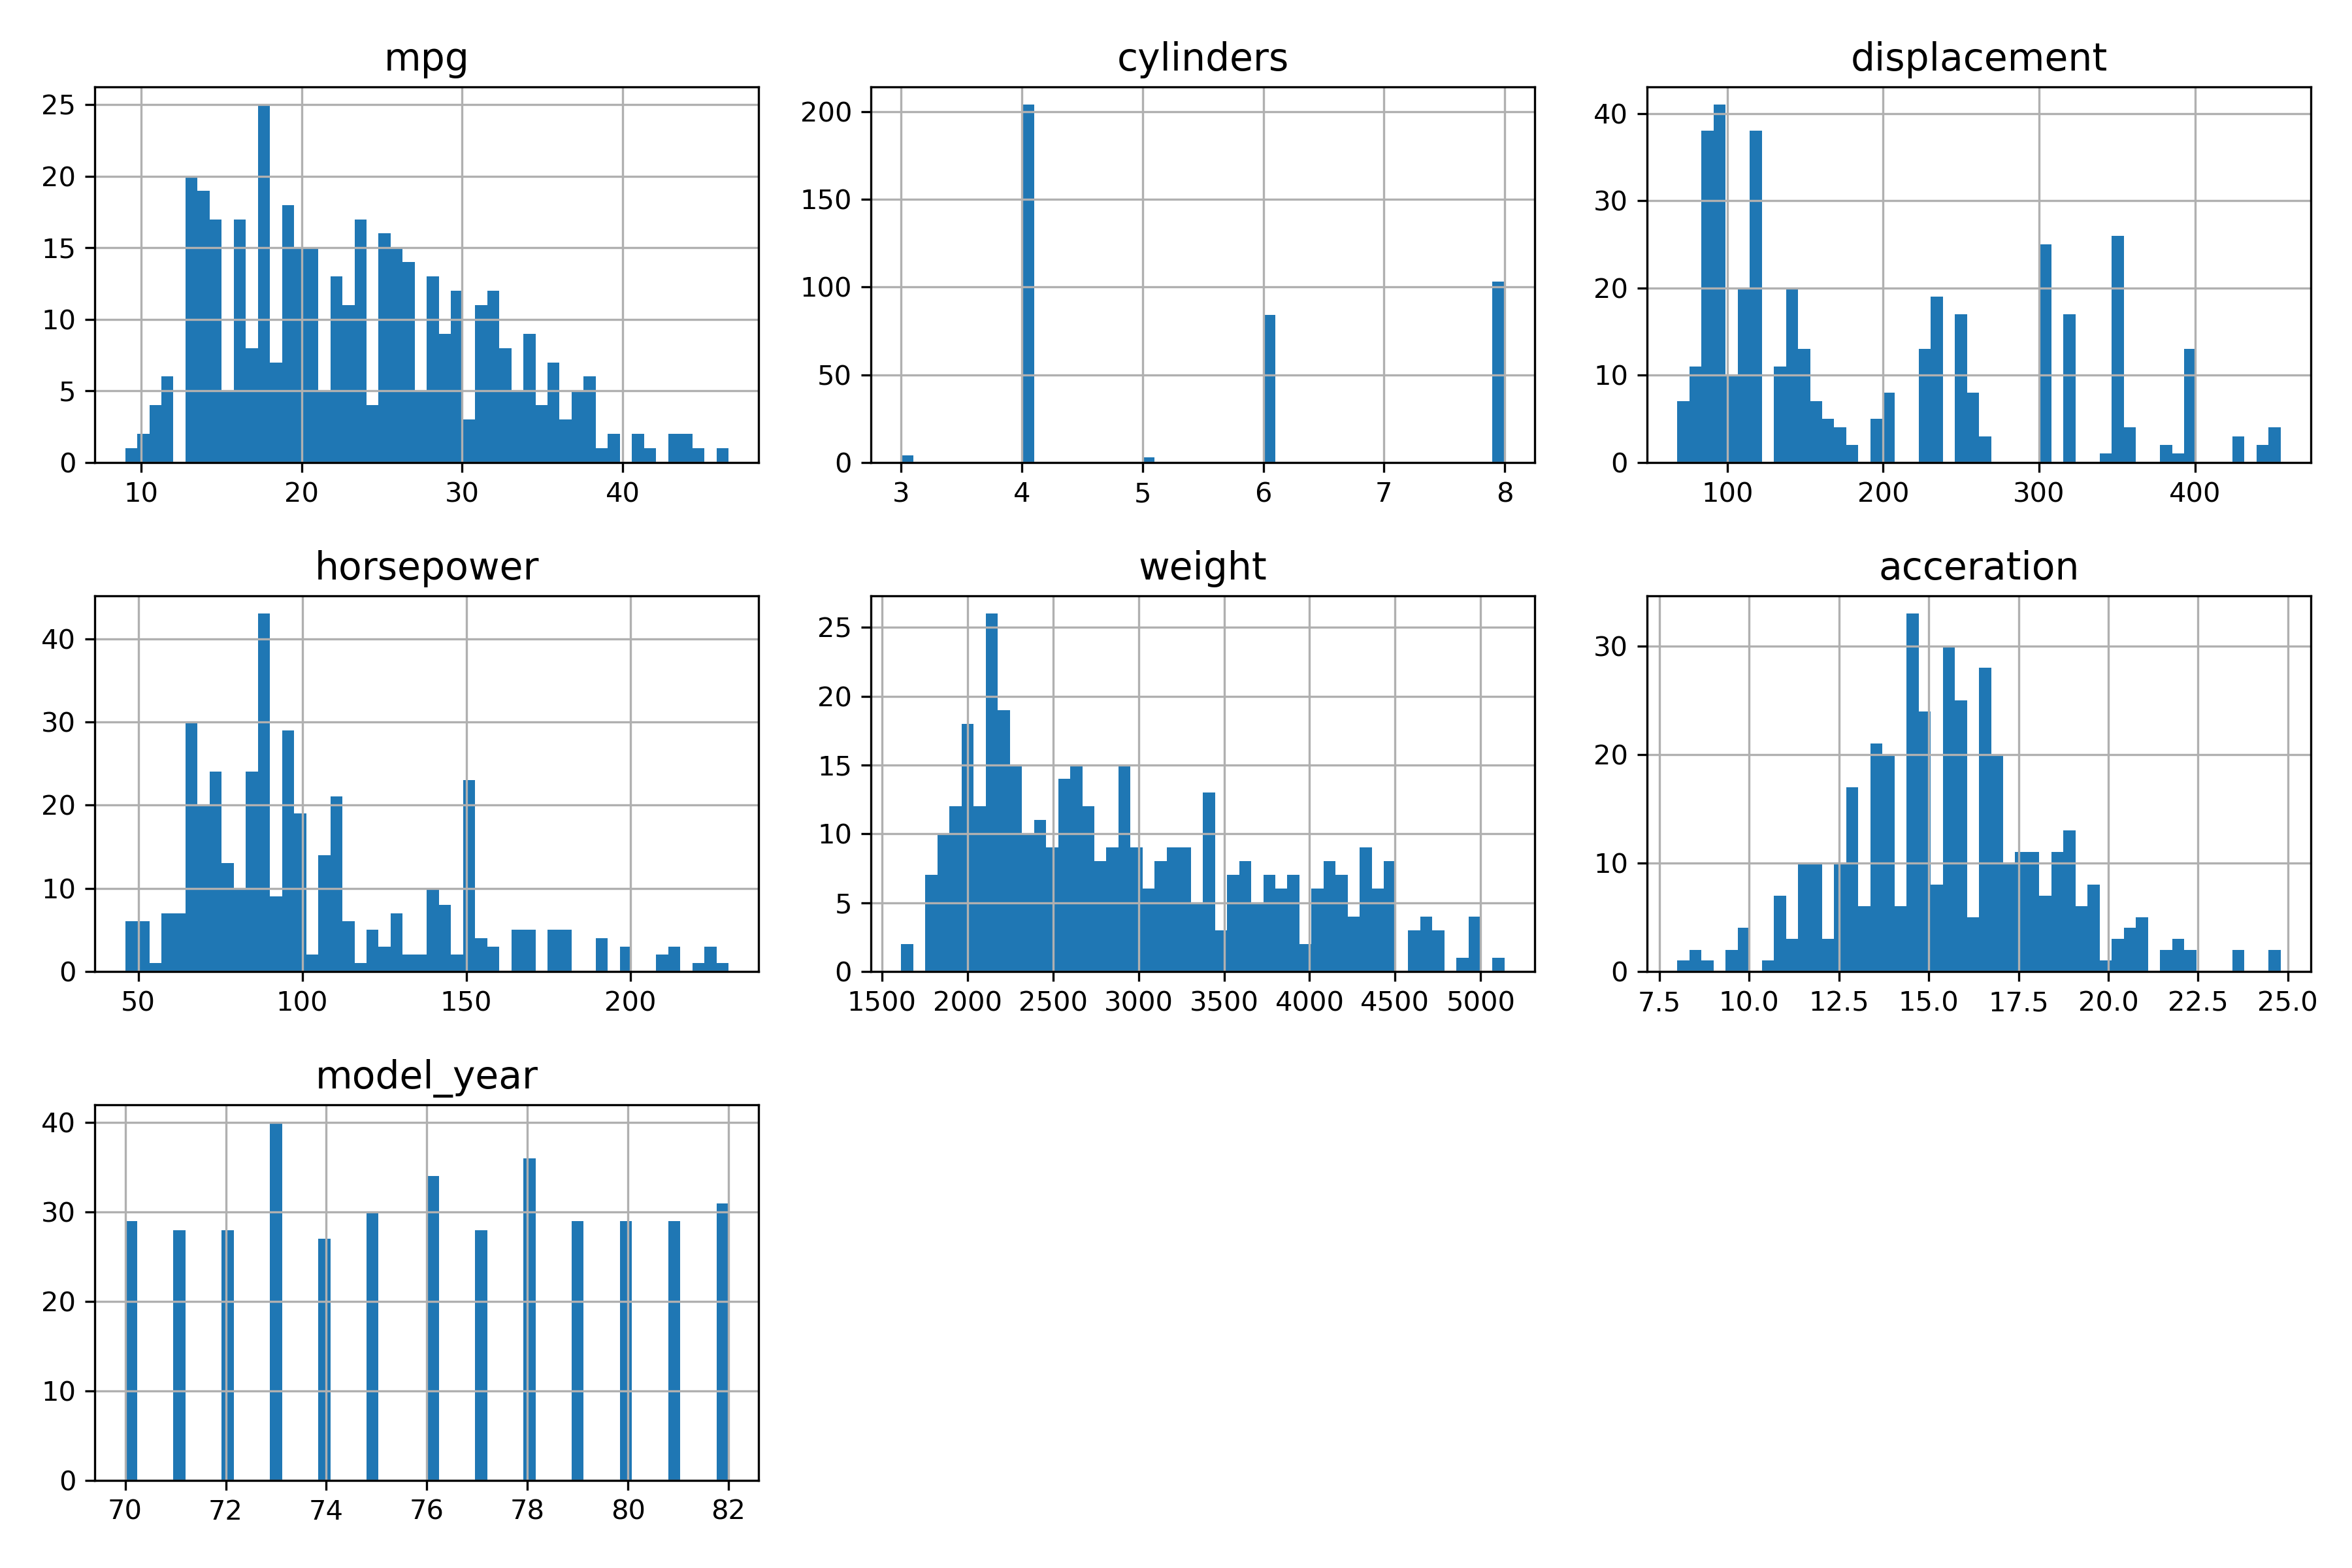 mpg
25
20
15
10
5
0
10 20 30 40
cylinders
200
150
100
50
0
3 4 5 6 7 8
displacement
40
30
20
10
0
100 200 300 400
horsepower
40
30
20
10
0
50 100 150 200
weight
25
20
15
10
5
0
1500 2000 2500 3000 3500 4000 4500 5000
acceration
30
20
10
0
7.5 10.0 12.5 15.0 17.5 20.0 22.5 25.0
model_year
40
30
20
10
0
70 72 74 76 78 80 82